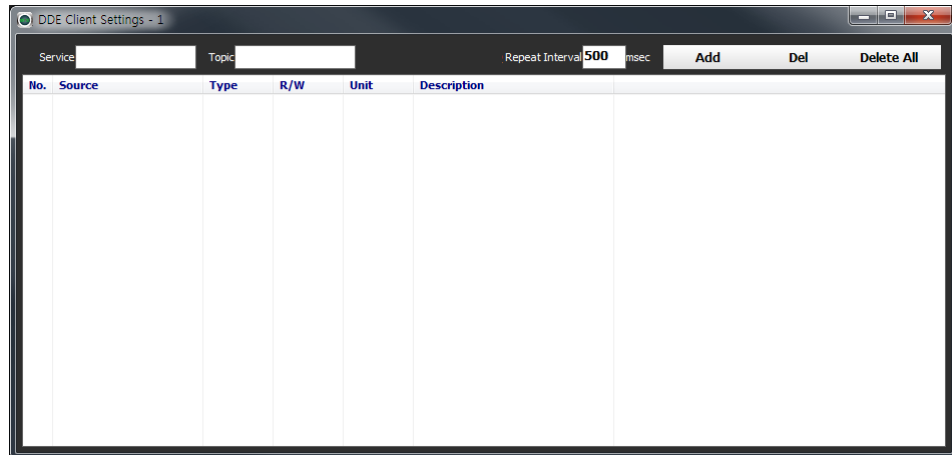 DDE Client Settings - 1
Service Topic Repeat Interval 500 msec Add Del Delete All
No. Source Type R/W Unit Description